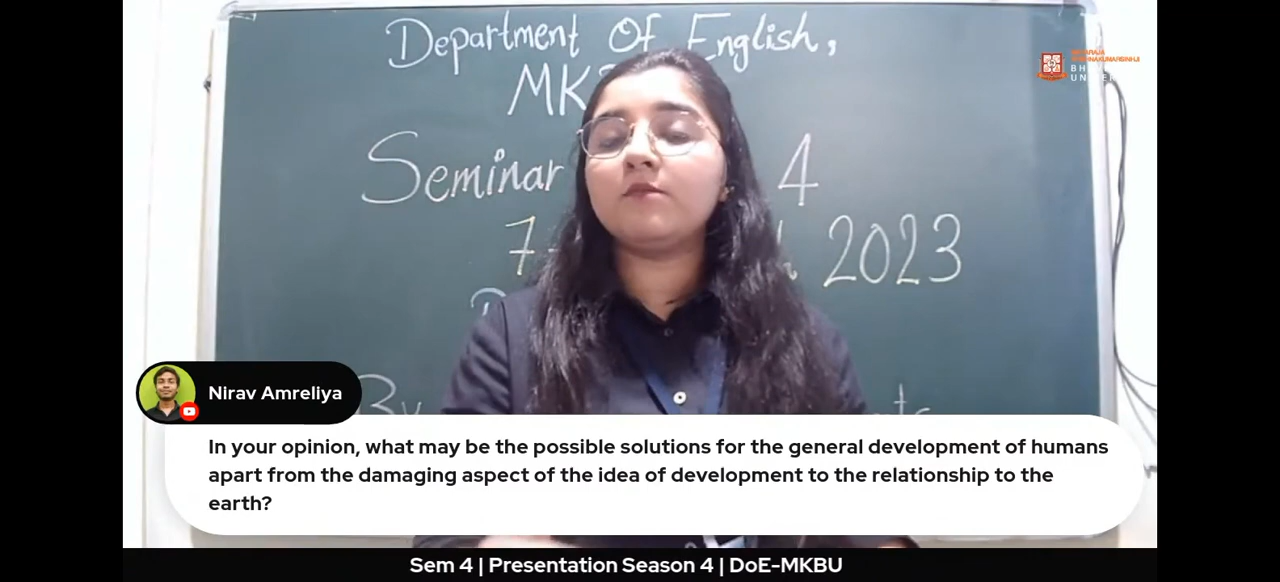 Department Of English,
MK
Seminar 4
7 2023
By
Nirav Amreliya
In your opinion, what may be the possible solutions for the general development of humans
apart from the damaging aspect of the idea of development to the relationship to the
earth?
Sem 4 | Presentation Season 4 | DoE-MKBU